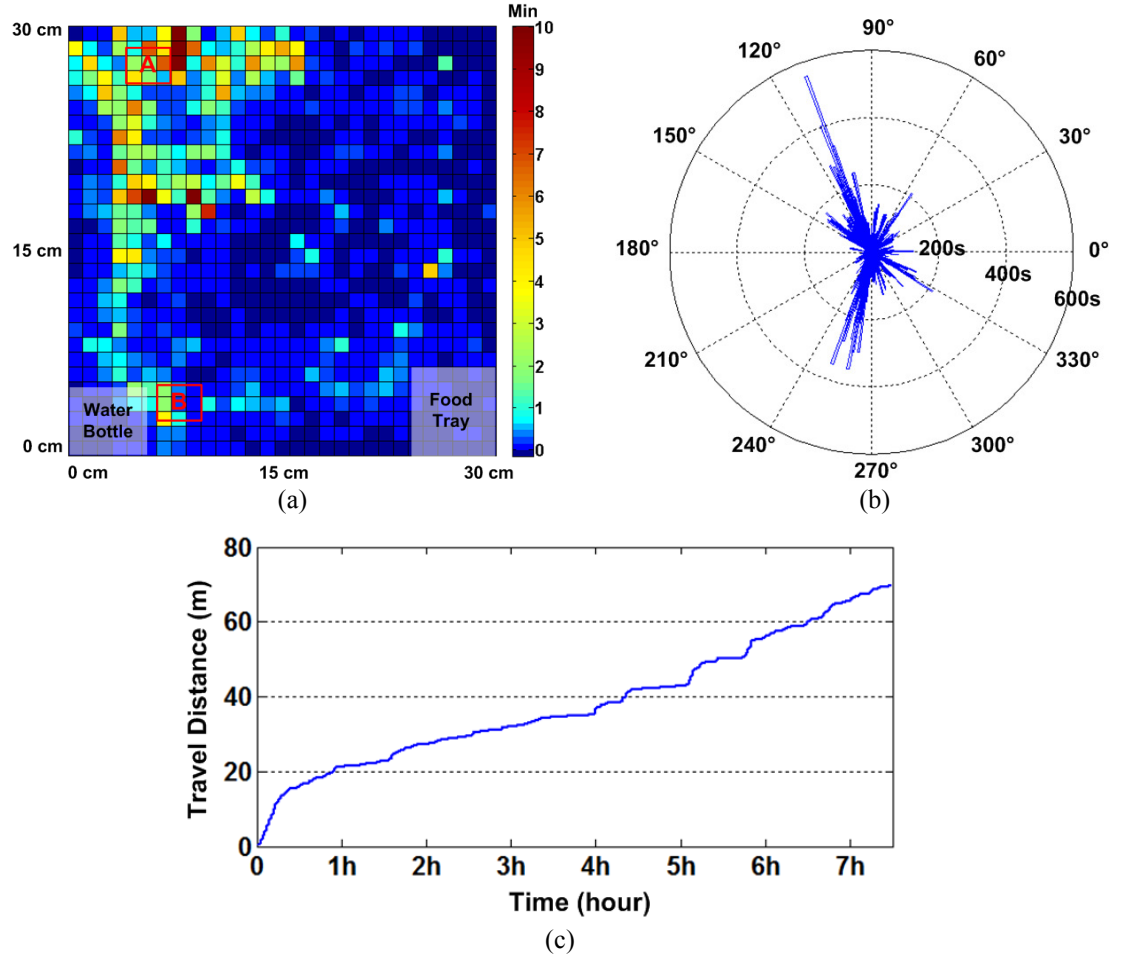 30 cm
15 cm
0 cm
A
B
Water
Bottle
Food
Tray
0 cm
15 cm
30 cm
Min
10
9
8
7
6
5
4
3
2
1
0
(a)
90°
60°
30°
0°
330°
300°
270°
240°
210°
180°
150°
120°
200s
400s
600s
(b)
80
60
40
20
0
Travel Distance (m)
0
1h
2h
3h
4h
5h
6h
7h
Time (hour)
(c)